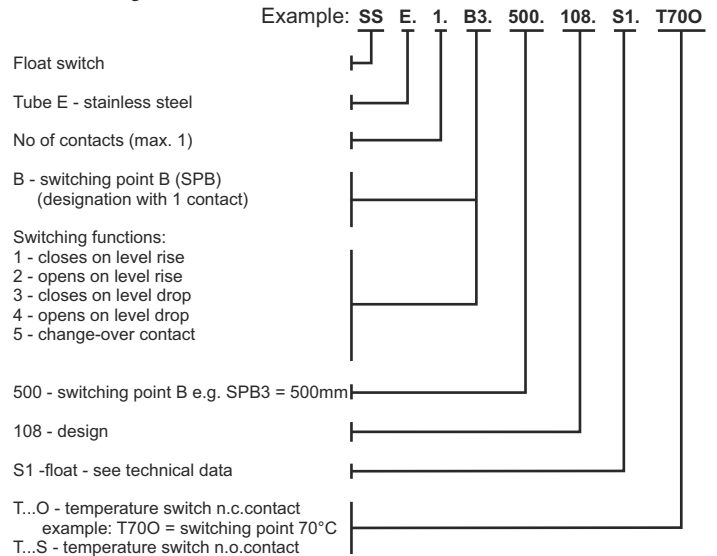 Example: SS E. 1. B3. 500. 108. S1. T70O
Float switch
Tube E - stainless steel
No of contacts (max. 1)
B - switching point B (SPB)
(designation with 1 contact)
Switching functions:
1 - closes on level rise
2 - opens on level rise
3 - closes on level drop
4 - opens on level drop
5 - change-over contact
500 - switching point B e.g. SPB3 = 500mm
108 - design
S1 -float - see technical data
T...O - temperature switch n.c.contact
example: T70O = switching point 70°C
T...S - temperature switch n.o.contact